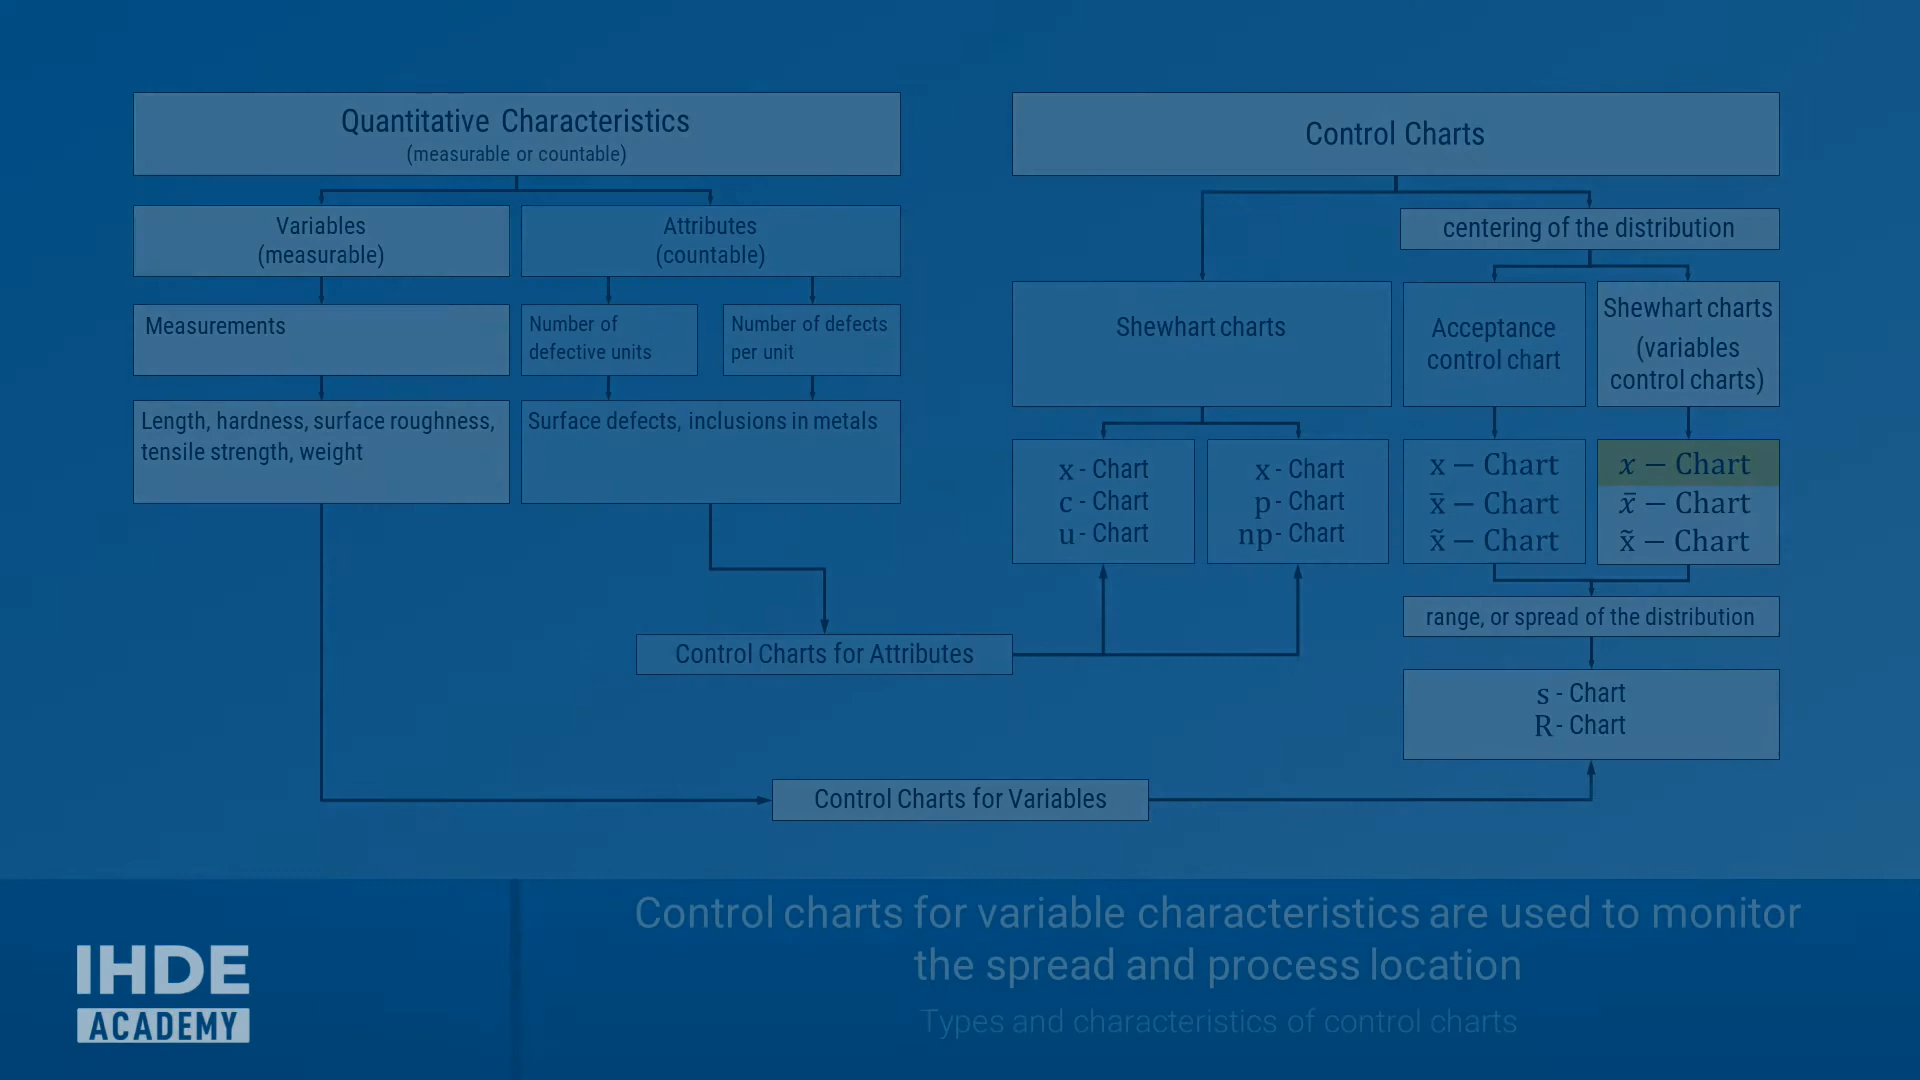 Quantitative Characteristics
(measurable or countable)
Variables
(measurable)
Attributes
(countable)
Measurements
Number of
defective units
Number of defects
per unit
Length, hardness, surface roughness,
tensile strength, weight
Surface defects, inclusions in metals
Control Charts for Attributes
Control Charts for Variables
Control Charts
centering of the distribution
Shewhart charts
Acceptance
control chart
Shewhart charts
(variables
control charts)
x - Chart
c - Chart
u - Chart
x - Chart
p - Chart
np - Chart
x – Chart
x̄ – Chart
x̃ – Chart
x – Chart
x̄ – Chart
x̃ – Chart
range, or spread of the distribution
s - Chart
R - Chart
Control charts for variable characteristics are used to monitor
the spread and process location
Types and characteristics of control charts
IHDE
ACADEMY